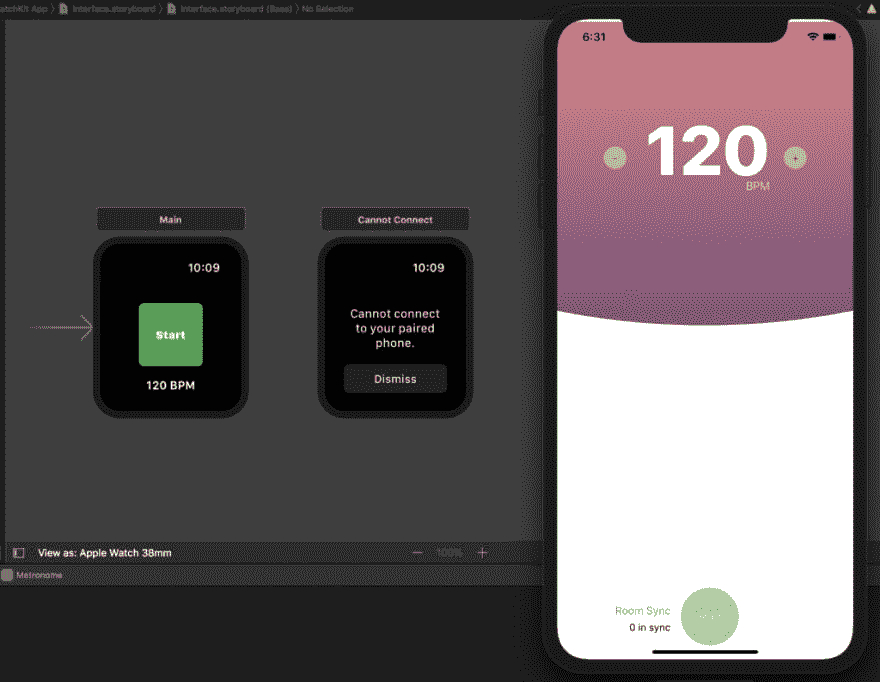 atchKit App 〉 Interface.storyboard 〉 Interface.storyboard (Base) 〉 No Selection
Main
10:09
Start
120 BPM
Cannot Connect
10:09
Cannot connect
to your paired
phone.
Dismiss
View as: Apple Watch 38mm
— 100% +
Metronome
6:31
120
BPM
Room Sync
0 in sync